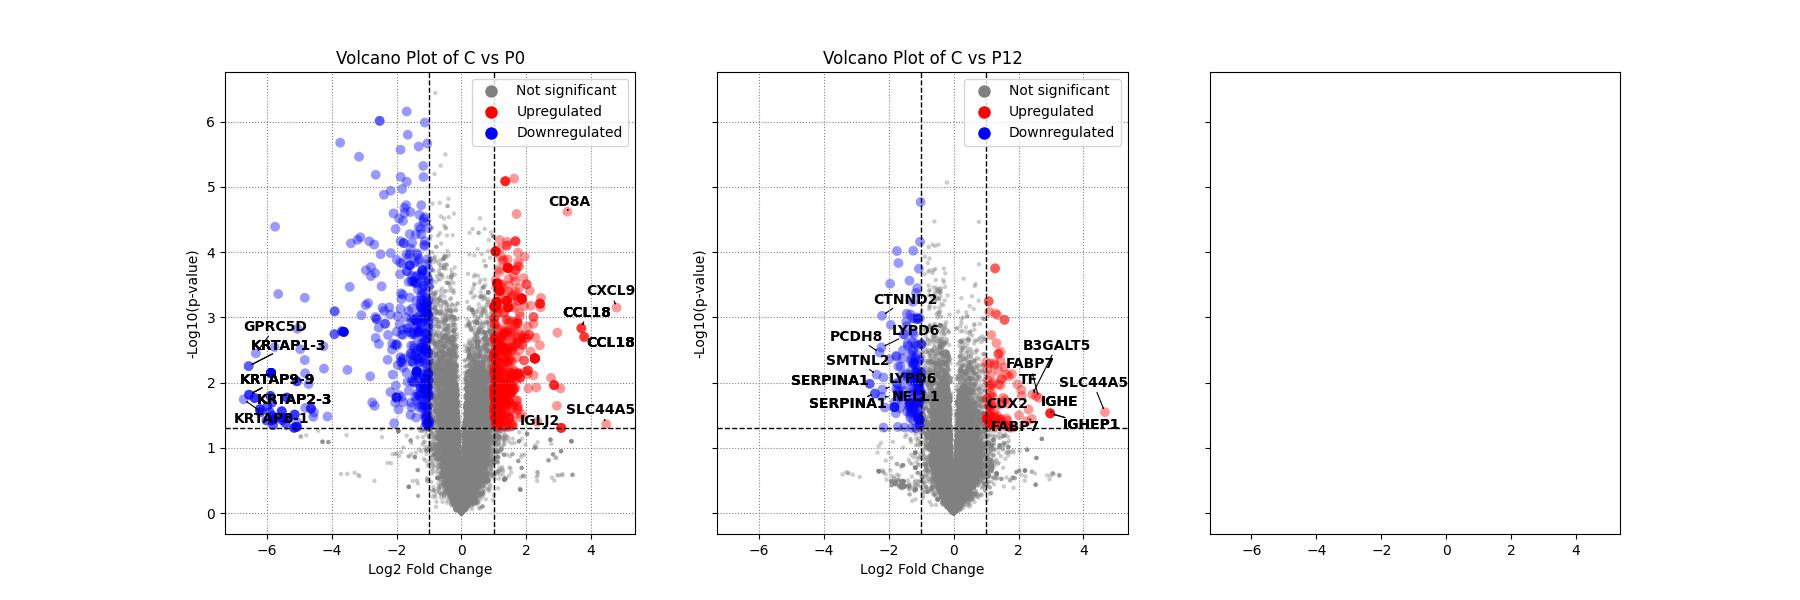 Volcano Plot of C vs P0
Not significant
Upregulated
Downregulated
CD8A
CXCL9
CCL18
CCL18
GPRC5D
KRTAP1-3
KRTAP9-9
KRTAP2-3
KRTAP8-1
SLC44A5
IGLJ2
-Log10(p-value)
6
5
4
3
2
1
0
−6 −4 −2 0 2 4
Log2 Fold Change
Volcano Plot of C vs P12
Not significant
Upregulated
Downregulated
CTNND2
LYPD6
PCDH8
SMTNL2
SERPINA1
LYPD6
NELL1
SERPINA1
B3GALT5
FABP7
TF
SLC44A5
CUX2
IGHE
FABP7
IGHEP1
-Log10(p-value)
−6 −4 −2 0 2 4
Log2 Fold Change
−6 −4 −2 0 2 4